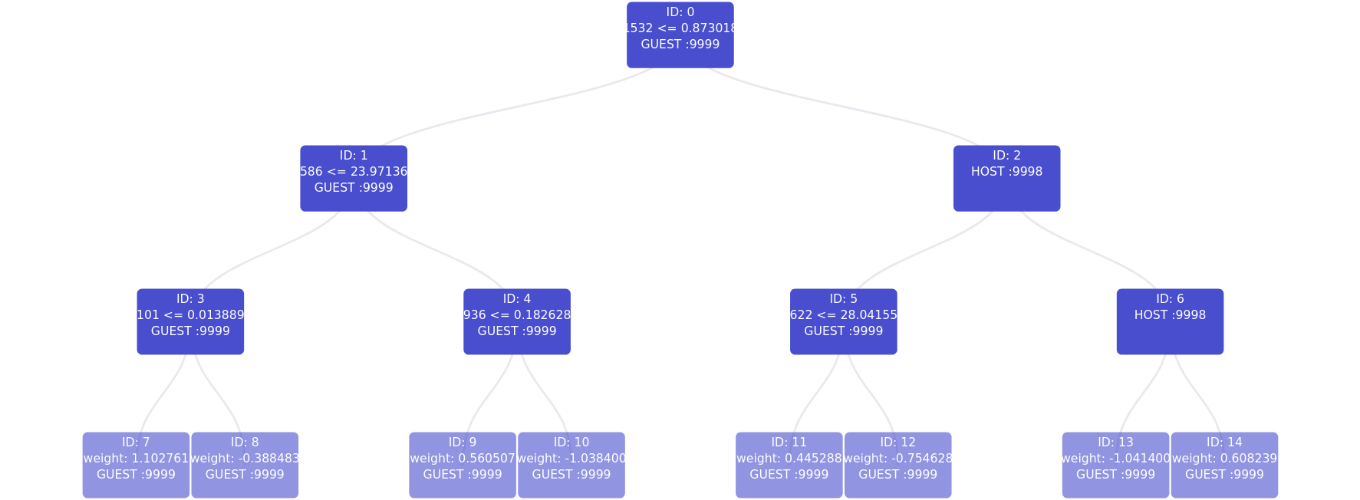 ID: 0
1532 <= 0.873018
GUEST :9999
ID: 1
586 <= 23.97136
GUEST :9999
ID: 2
HOST :9998
ID: 3
101 <= 0.013889
GUEST :9999
ID: 4
936 <= 0.182628
GUEST :9999
ID: 5
622 <= 28.04155
GUEST :9999
ID: 6
HOST :9998
ID: 7
weight: 1.102761
GUEST :9999
ID: 8
weight: -0.388483
GUEST :9999
ID: 9
weight: 0.560507
GUEST :9999
ID: 10
weight: -1.038400
GUEST :9999
ID: 11
weight: 0.445288
GUEST :9999
ID: 12
weight: -0.754628
GUEST :9999
ID: 13
weight: -1.041400
GUEST :9999
ID: 14
weight: 0.608239
GUEST :9999